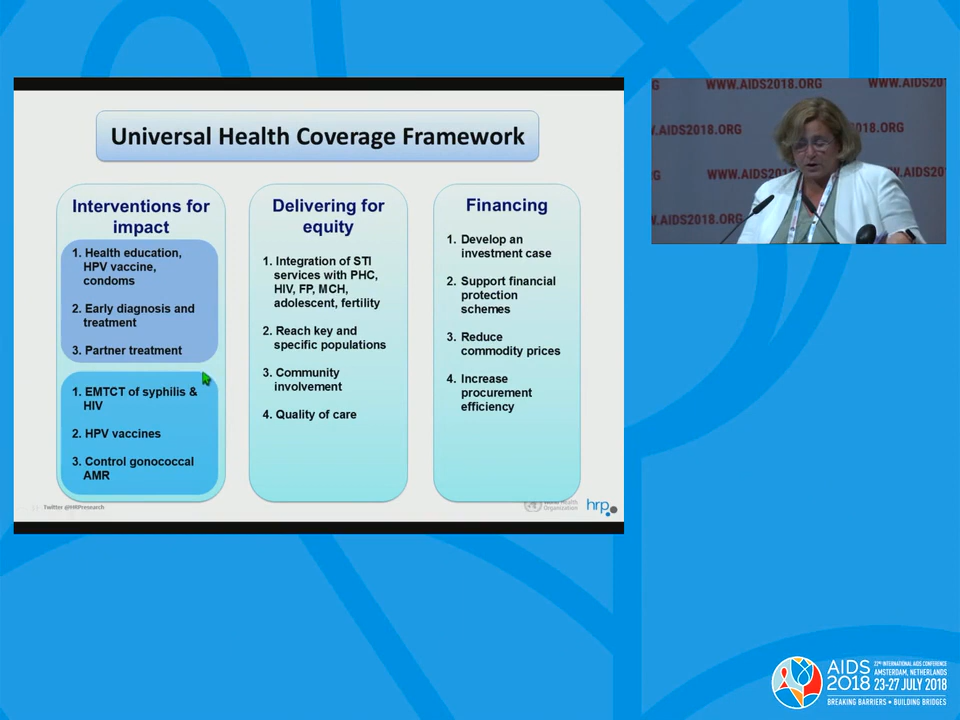 Universal Health Coverage Framework
Interventions for
impact
1. Health education,
HPV vaccine,
condoms
2. Early diagnosis and
treatment
3. Partner treatment
1. EMTCT of syphilis &
HIV
2. HPV vaccines
3. Control gonococcal
AMR
Delivering for
equity
1. Integration of STI
services with PHC,
HIV, FP, MCH,
adolescent, fertility
2. Reach key and
specific populations
3. Community
involvement
4. Quality of care
Financing
1. Develop an
investment case
2. Support financial
protection
schemes
3. Reduce
commodity prices
4. Increase
procurement
efficiency
Twitter @HRPresearch
World Health
Organization
hrp
G WWW.AIDS2018.ORG WWW.AIDS20
.AIDS2018.ORG 018.ORG
G WWW.AIDS2018 WW.AIDS20
.AIDS2018.ORG
AIDS
2018
22ND INTERNATIONAL AIDS CONFERENCE
AMSTERDAM, NETHERLANDS
23-27 JULY 2018
BREAKING BARRIERS • BUILDING BRIDGES